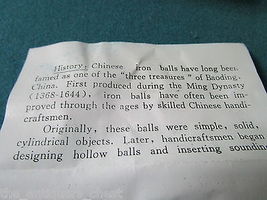 History: Chinese iron balls have long been
famed as one of the "three treasures" of Baoding,
China. First produced during the Ming Dynasty
(1368-1644), iron balls have often been im-
proved through the ages by skilled Chinese handi-
craftsmen.
Originally, these balls were simple, solid,
cylindrical objects. Later, handicraftsmen began
designing hollow balls and inserting soundin